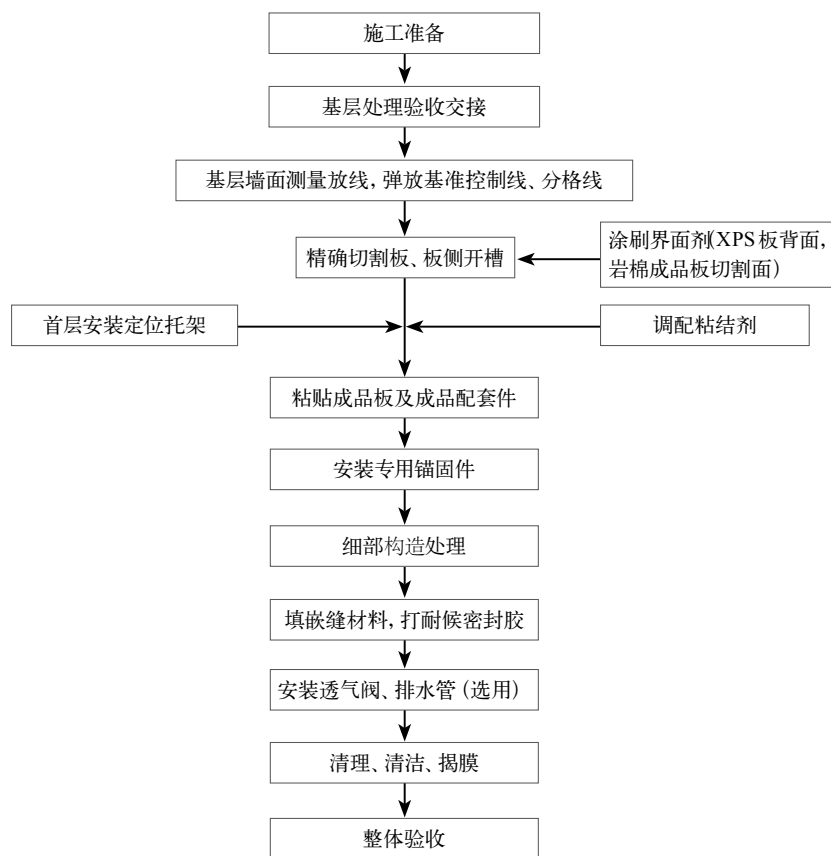 施工准备
基层处理验收交接
基层墙面测量放线，弹放基准控制线、分格线
精确切割板、板侧开槽
涂刷界面剂(XPS板背面，
岩棉成品板切割面）
首层安装定位托架
调配粘结剂
粘贴成品板及成品配套件
安装专用锚固件
细部构造处理
填嵌缝材料，打耐候密封胶
安装透气阀、排水管（选用）
清理、清洁、揭膜
整体验收